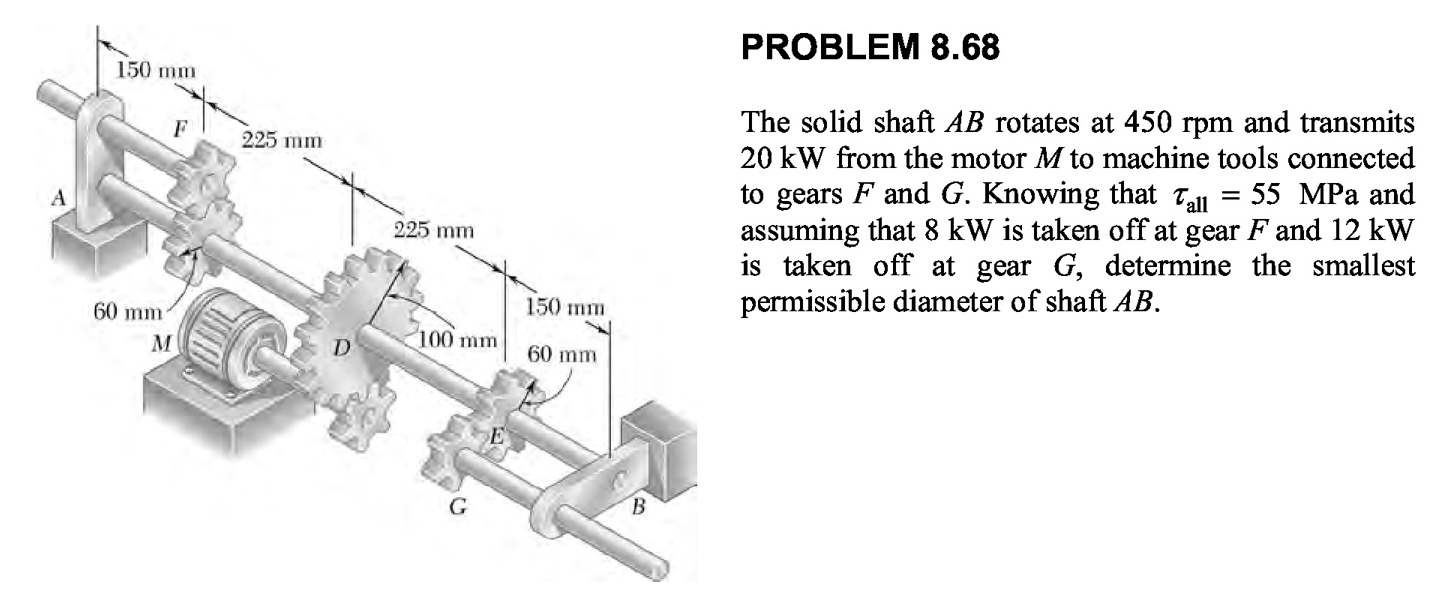 PROBLEM 8.68
The solid shaft AB rotates at 450 rpm and transmits
20 kW from the motor M to machine tools connected
to gears F and G. Knowing that τall = 55 MPa and
assuming that 8 kW is taken off at gear F and 12 kW
is taken off at gear G, determine the smallest
permissible diameter of shaft AB.
150 mm
F
225 mm
A
225 mm
60 mm
150 mm
M
D
100 mm
60 mm
E
G
B